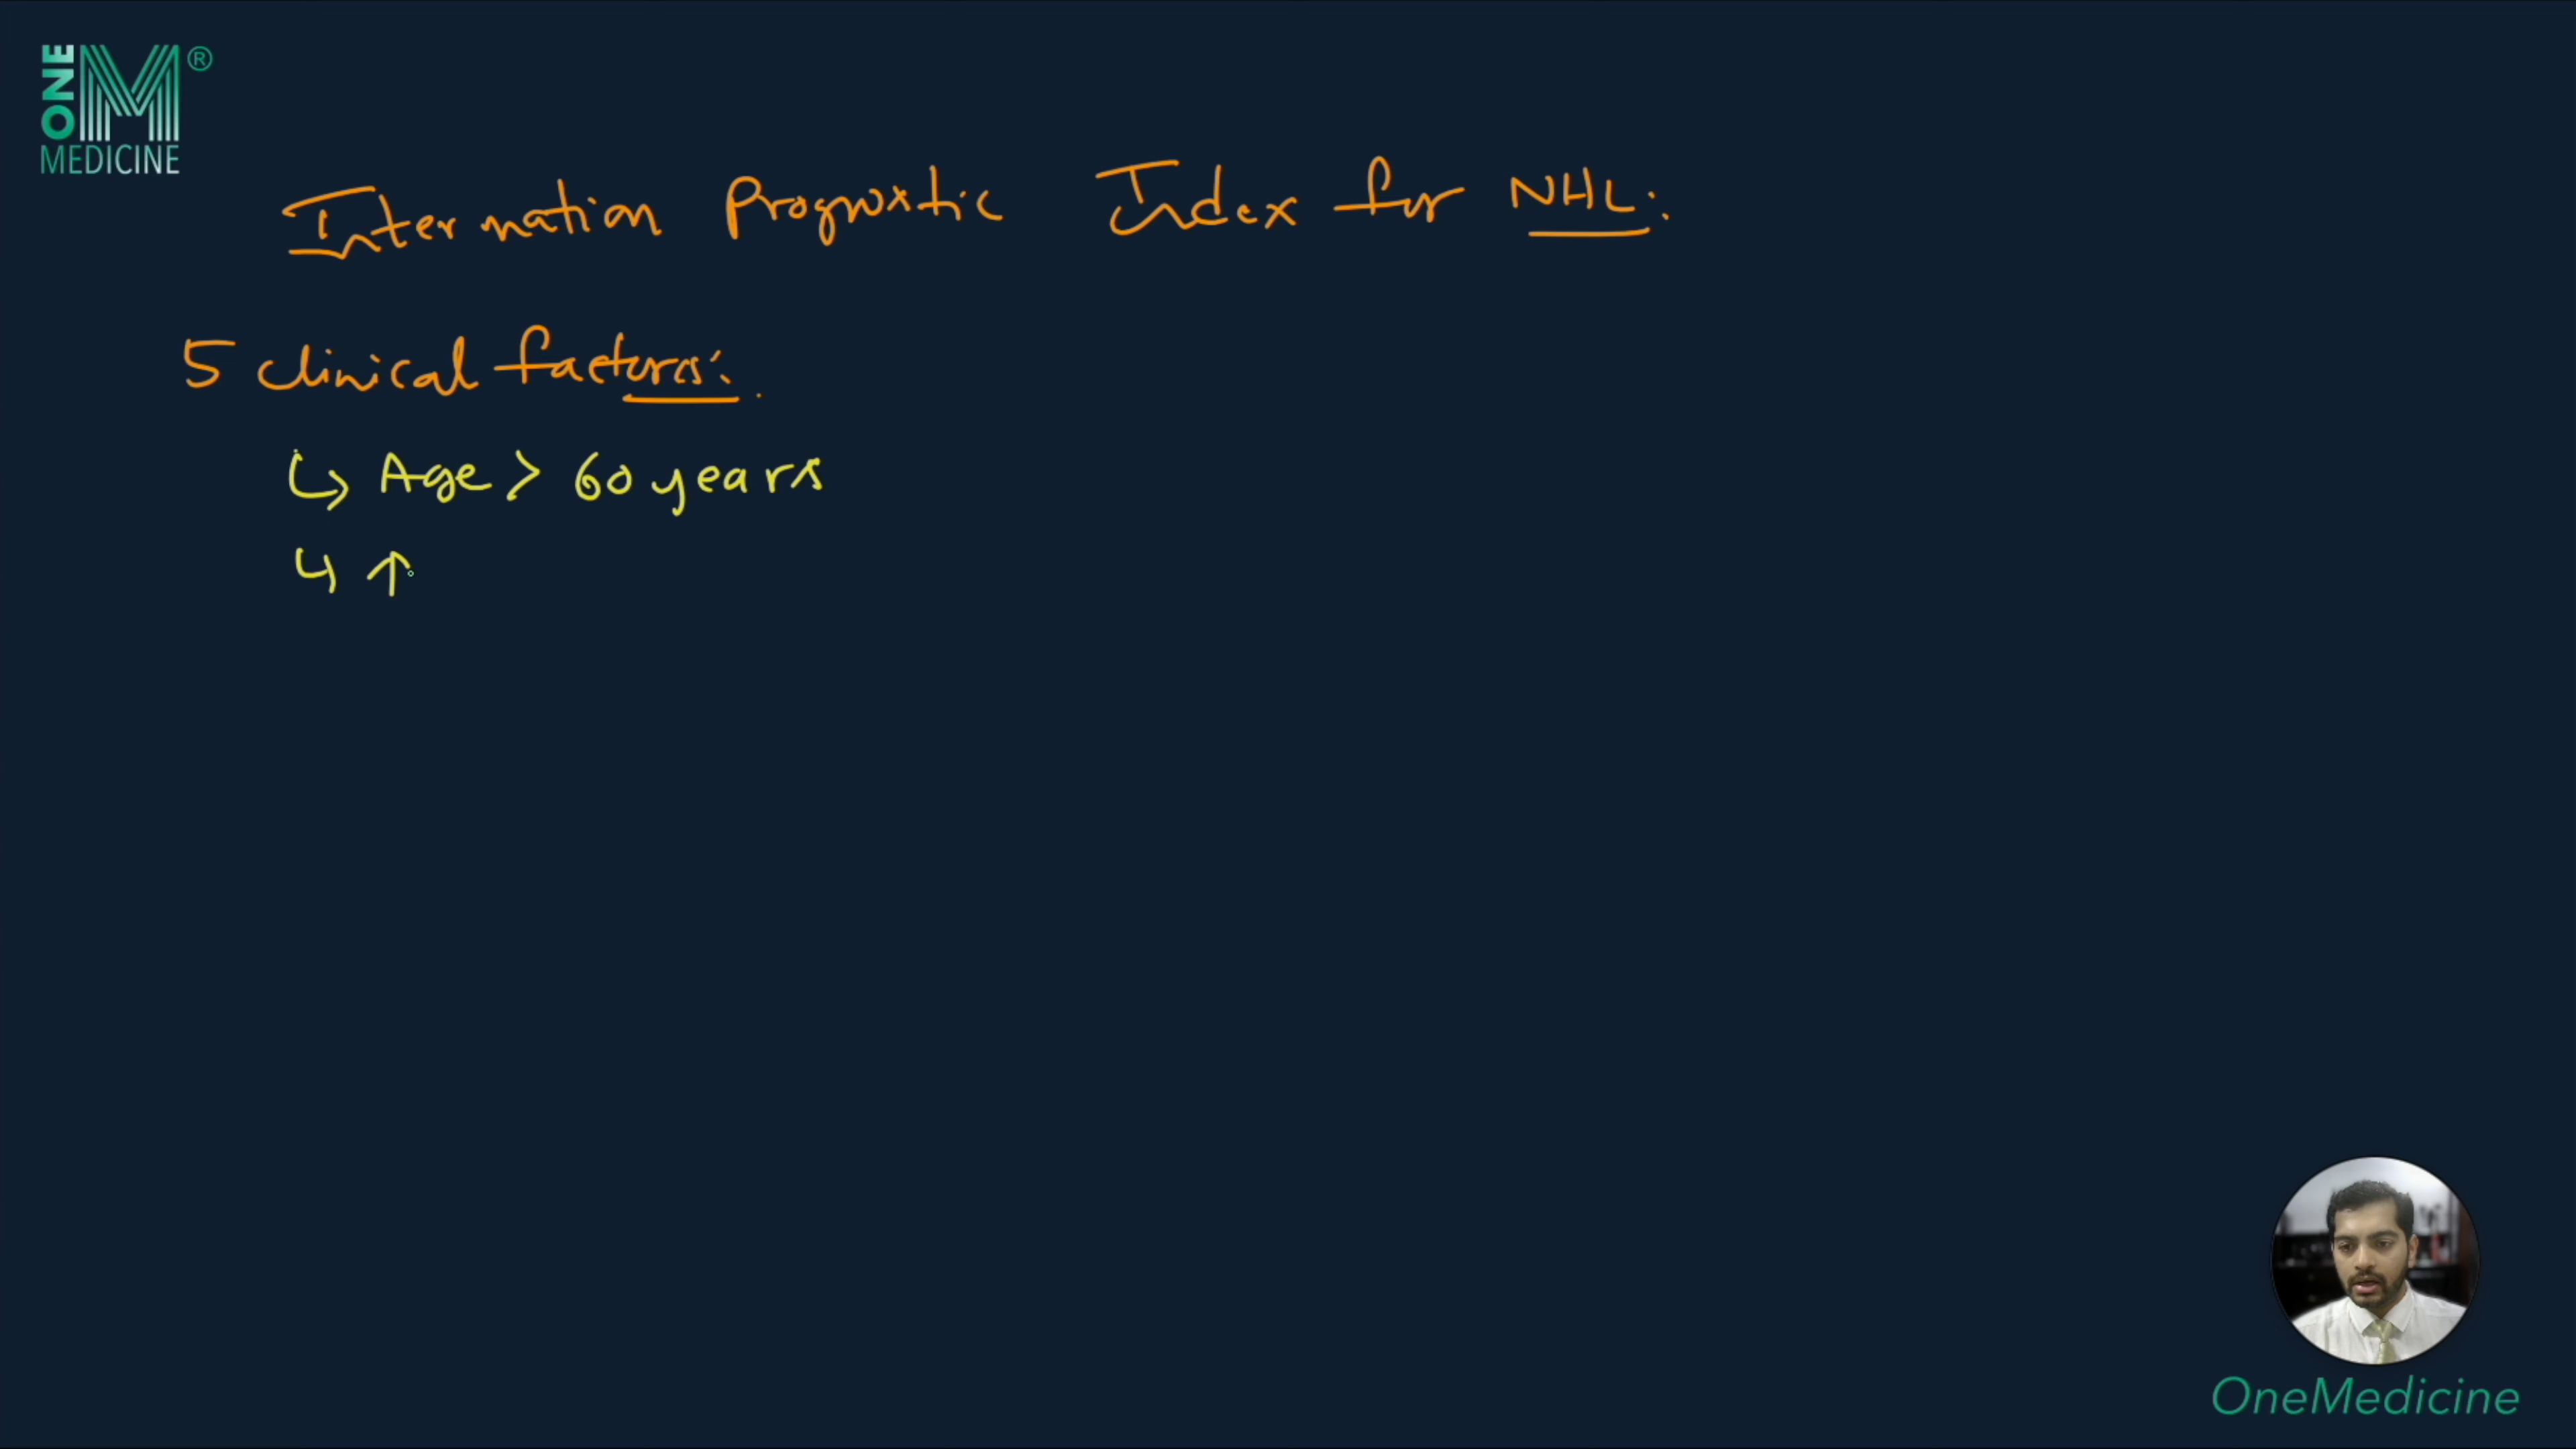 ONE M ®
MEDICINE
Internation Prognostic Index for NHL:
5 clinical factors:
↳ Age > 60 years
↳ ↑
OneMedicine